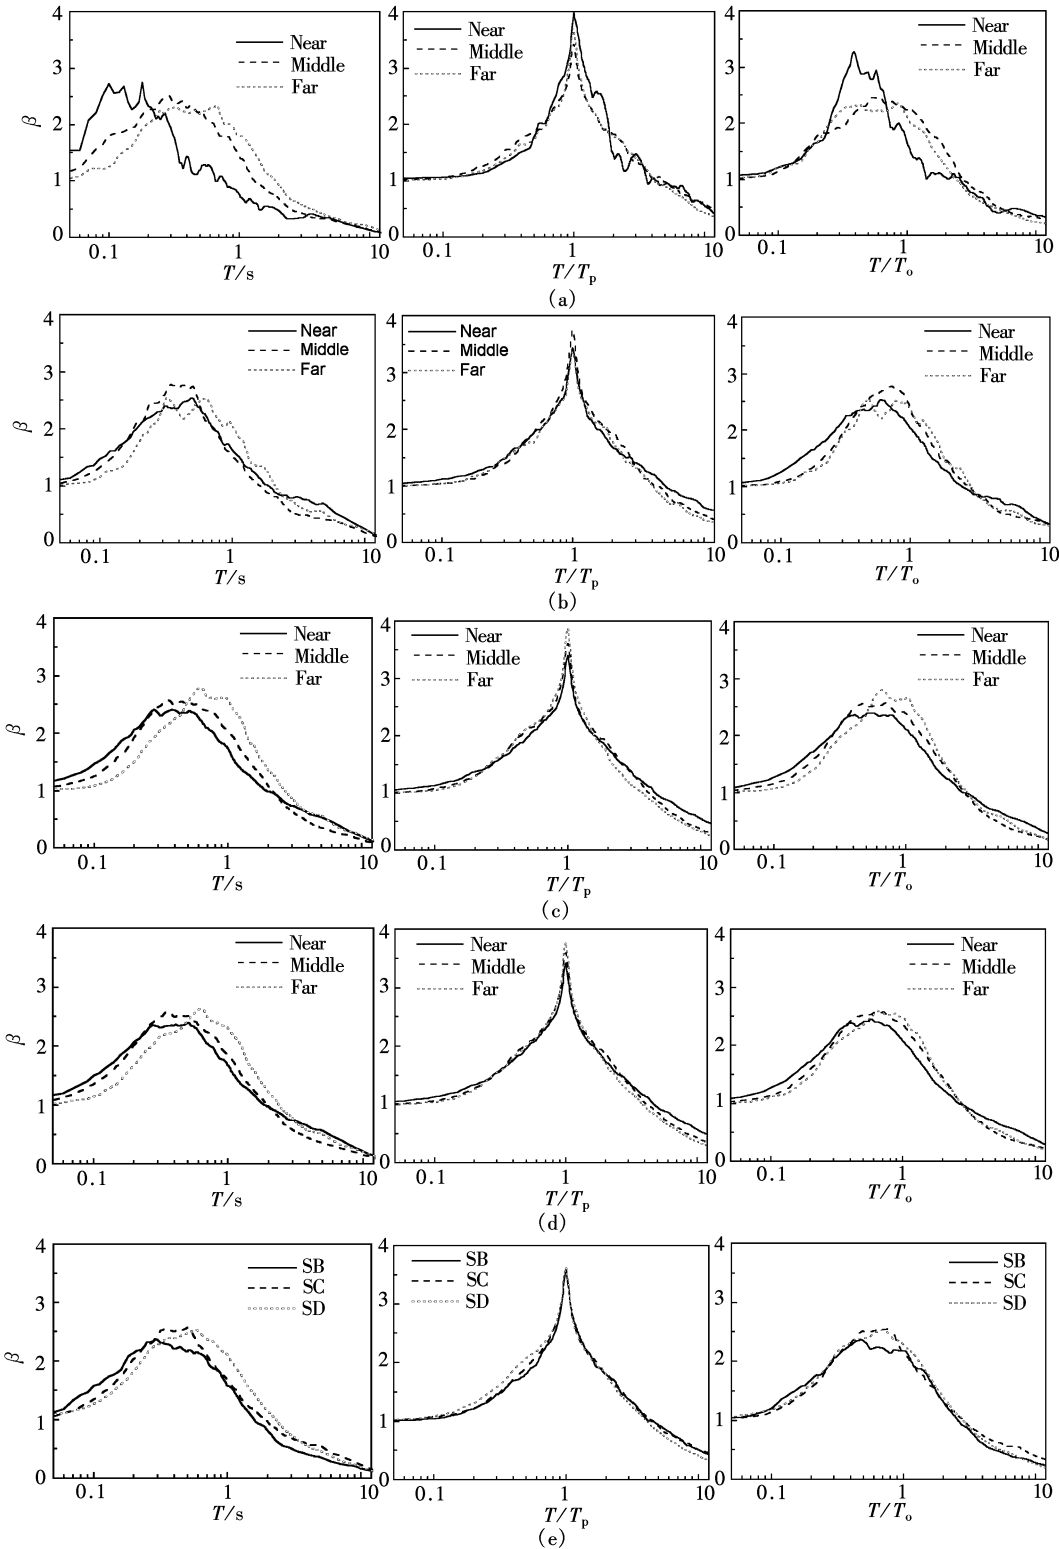 4
3
2
1
0
β
0.1
1
10
T/s
Near
Middle
Far
4
3
2
1
0
0.1
1
10
T/Tp
Near
Middle
Far
4
3
2
1
0
0.1
1
10
T/To
Near
Middle
Far
(a)
4
3
2
1
0
β
0.1
1
10
T/s
Near
Middle
Far
4
3
2
1
0
0.1
1
10
T/Tp
Near
Middle
Far
4
3
2
1
0
0.1
1
10
T/To
Near
Middle
Far
(b)
4
3
2
1
0
β
0.1
1
10
T/s
Near
Middle
Far
4
3
2
1
0
0.1
1
10
T/Tp
Near
Middle
Far
4
3
2
1
0
0.1
1
10
T/To
Near
Middle
Far
(c)
4
3
2
1
0
β
0.1
1
10
T/s
Near
Middle
Far
4
3
2
1
0
0.1
1
10
T/Tp
Near
Middle
Far
4
3
2
1
0
0.1
1
10
T/To
Near
Middle
Far
(d)
4
3
2
1
0
β
0.1
1
10
T/s
SB
SC
SD
4
3
2
1
0
0.1
1
10
T/Tp
SB
SC
SD
4
3
2
1
0
0.1
1
10
T/To
SB
SC
SD
(e)